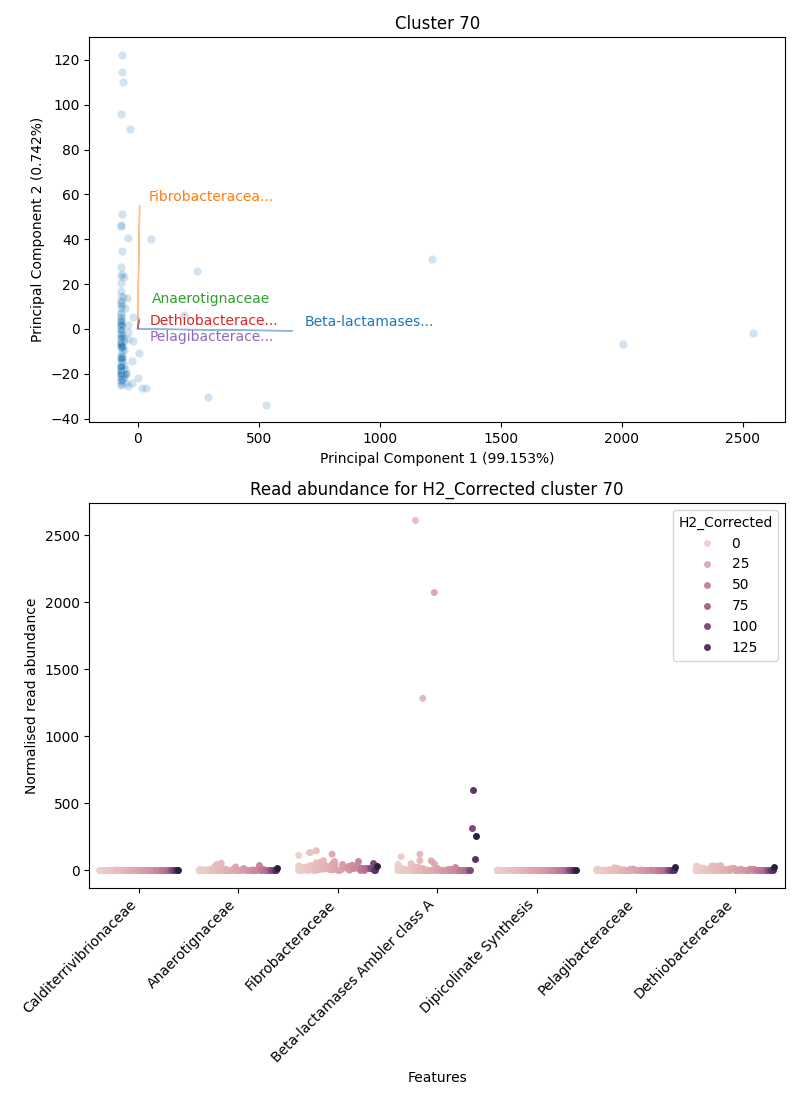 Cluster 70
Principal Component 2 (0.742%)
120
100
80
60
40
20
0
−20
−40
Fibrobacteracea...
Anaerotignaceae
Dethiobacterace...
Beta-lactamases...
Pelagibacterace...
0
500
1000
1500
2000
2500
Principal Component 1 (99.153%)
Read abundance for H2_Corrected cluster 70
Normalised read abundance
2500
2000
1500
1000
500
0
H2_Corrected
0
25
50
75
100
125
Calditerrivibrionaceae
Anaerotignaceae
Fibrobacteraceae
Beta-lactamases Ambler class A
Dipicolinate Synthesis
Pelagibacteraceae
Dethiobacteraceae
Features